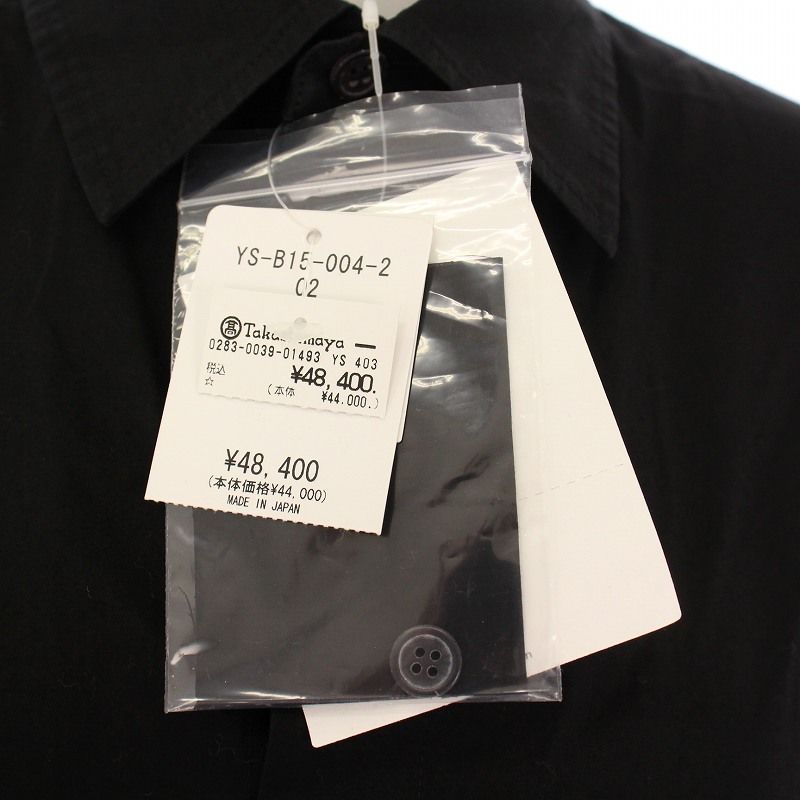 YS-B15-004-2
02
髙 Takashimaya
0283-0039-01493 YS 403
税込 ¥48,400.
☆ (本体 ¥44,000.)
¥48,400
(本体価格¥44,000)
MADE IN JAPAN